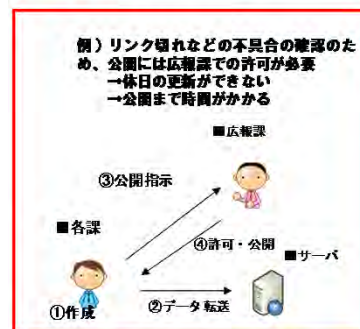 例）リンク切れなどの不具合の確認のた
め、公開には広報課での許可が必要
→休日の更新ができない
→公開まで時間がかかる
■広報課
③公開指示
■各課
④許可・公開
■サーバ
①作成
②データ転送